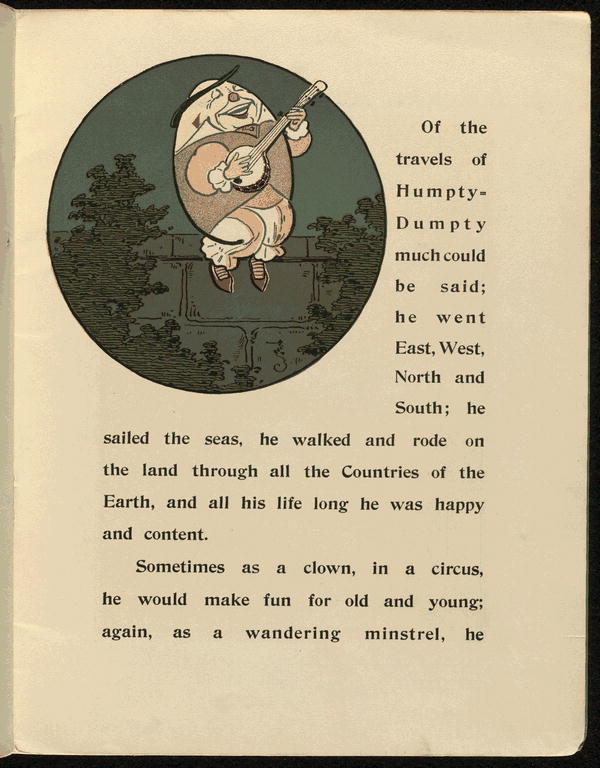 Of the
travels of
Humpty-
Dumpty
much could
be said;
he went
East, West,
North and
South; he
sailed the seas, he walked and rode on
the land through all the Countries of the
Earth, and all his life long he was happy
and content.
Sometimes as a clown, in a circus,
he would make fun for old and young;
again, as a wandering minstrel, he